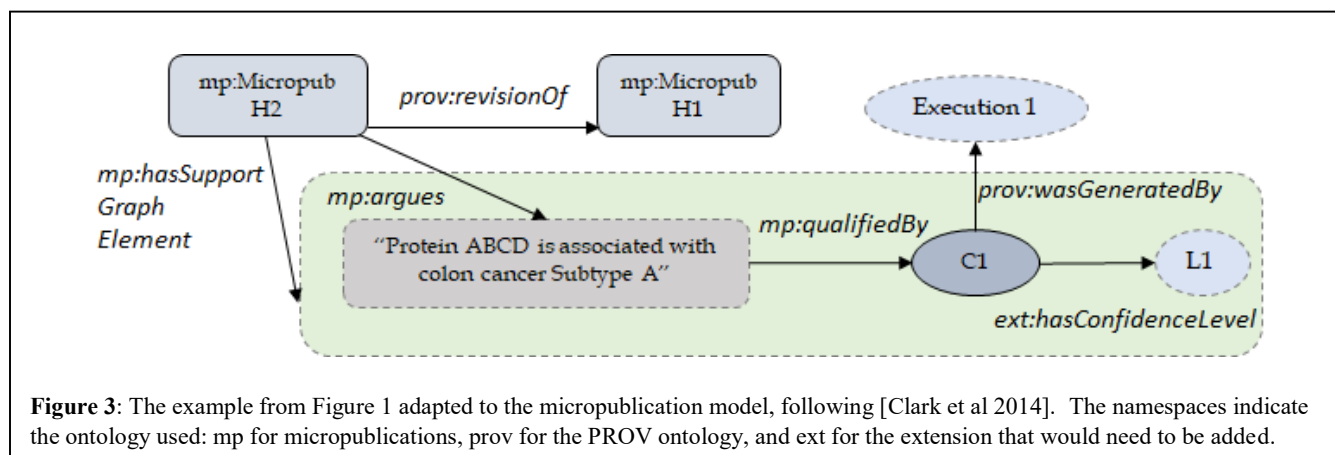 mp:Micropub
H2
prov:revisionOf
mp:Micropub
H1
Execution 1
mp:hasSupport
Graph
Element
mp:argues
prov:wasGeneratedBy
mp:qualifiedBy
“Protein ABCD is associated with
colon cancer Subtype A”
C1
L1
ext:hasConfidenceLevel
Figure 3: The example from Figure 1 adapted to the micropublication model, following [Clark et al 2014]. The namespaces indicate
the ontology used: mp for micropublications, prov for the PROV ontology, and ext for the extension that would need to be added.